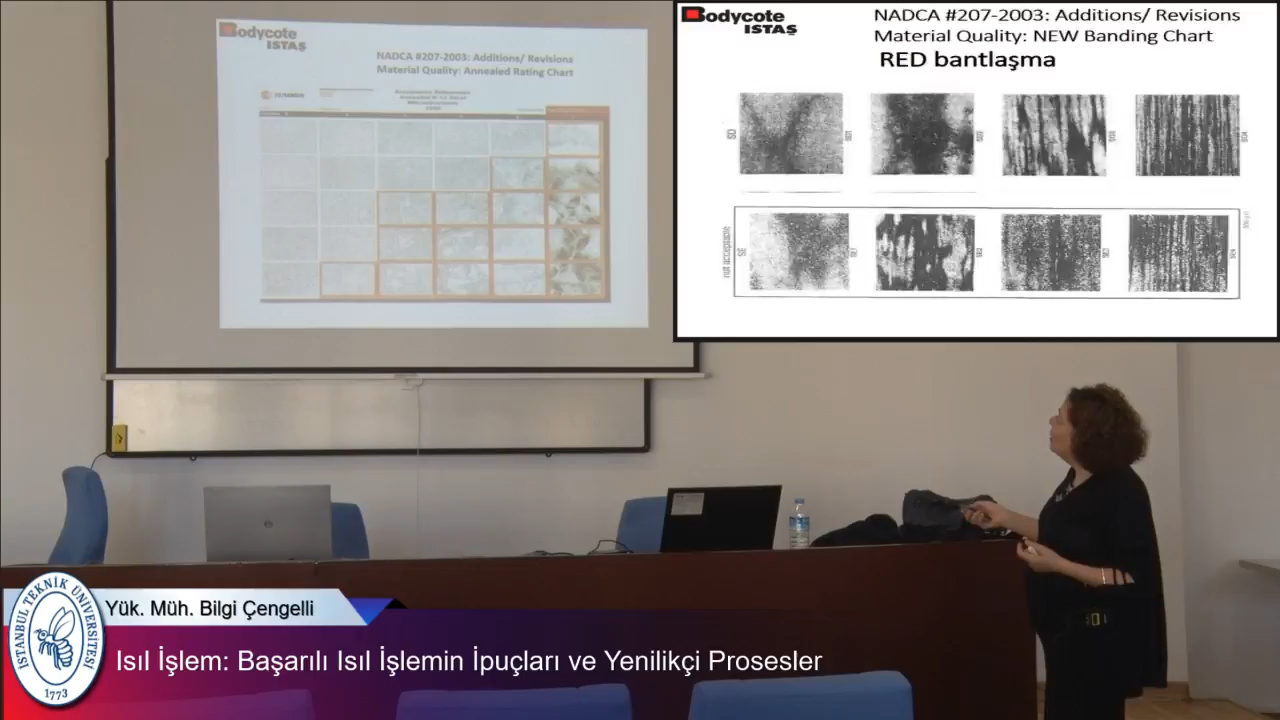 Bodycote
ISTAŞ
NADCA #207-2003: Additions/ Revisions
Material Quality: Annealed Rating Chart
Bodycote
ISTAŞ
NADCA #207-2003: Additions/ Revisions
Material Quality: NEW Banding Chart
RED bantlaşma
SD
not acceptable
SE
İSTANBUL TEKNİK ÜNİVERSİTESİ
1773
Yük. Müh. Bilgi Çengelli
Isıl İşlem: Başarılı Isıl İşlemin İpuçları ve Yenilikçi Prosesler